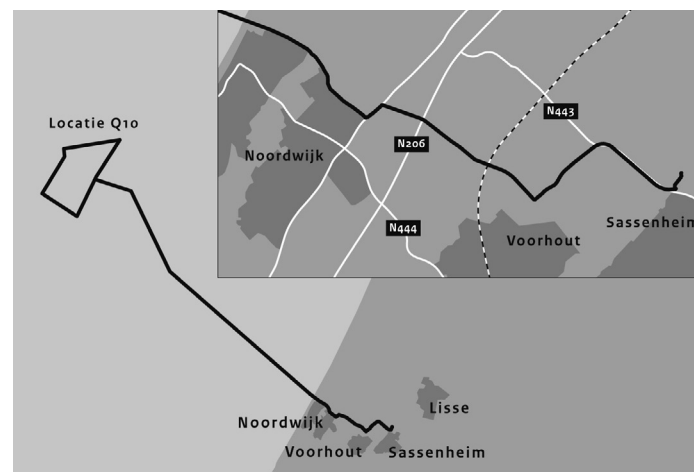 Locatie Q10
Noordwijk
N206
N443
N444
Voorhout
Sassenheim
Lisse
Noordwijk
Voorhout
Sassenheim